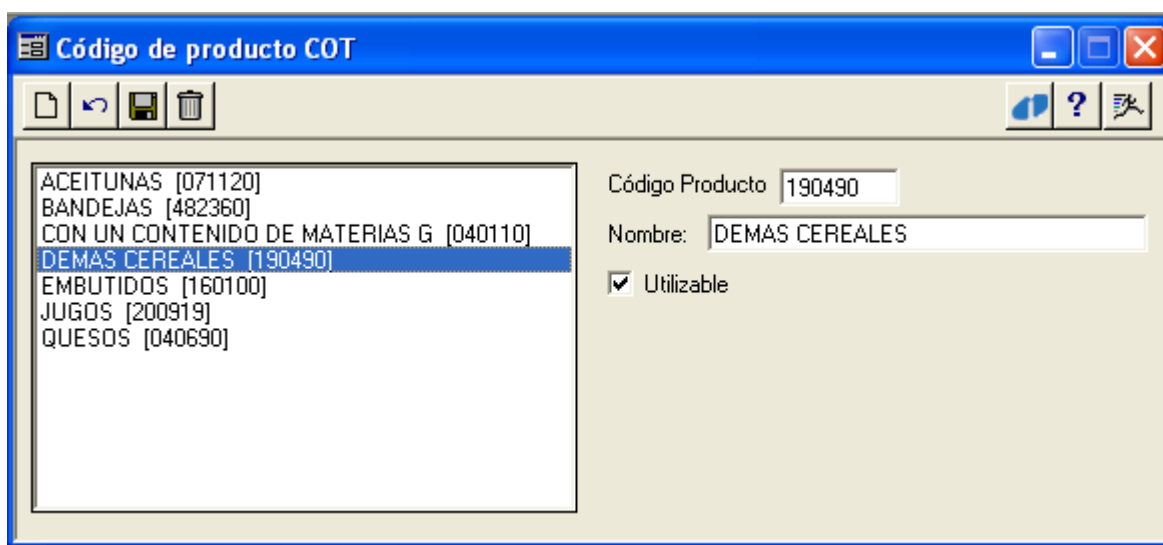 Código de producto COT
?
ACEITUNAS [071120]
BANDEJAS [482360]
CON UN CONTENIDO DE MATERIAS G [040110]
DEMAS CEREALES [190490]
EMBUTIDOS [160100]
JUGOS [200919]
QUESOS [040690]
Código Producto 190490
Nombre: DEMAS CEREALES
Utilizable